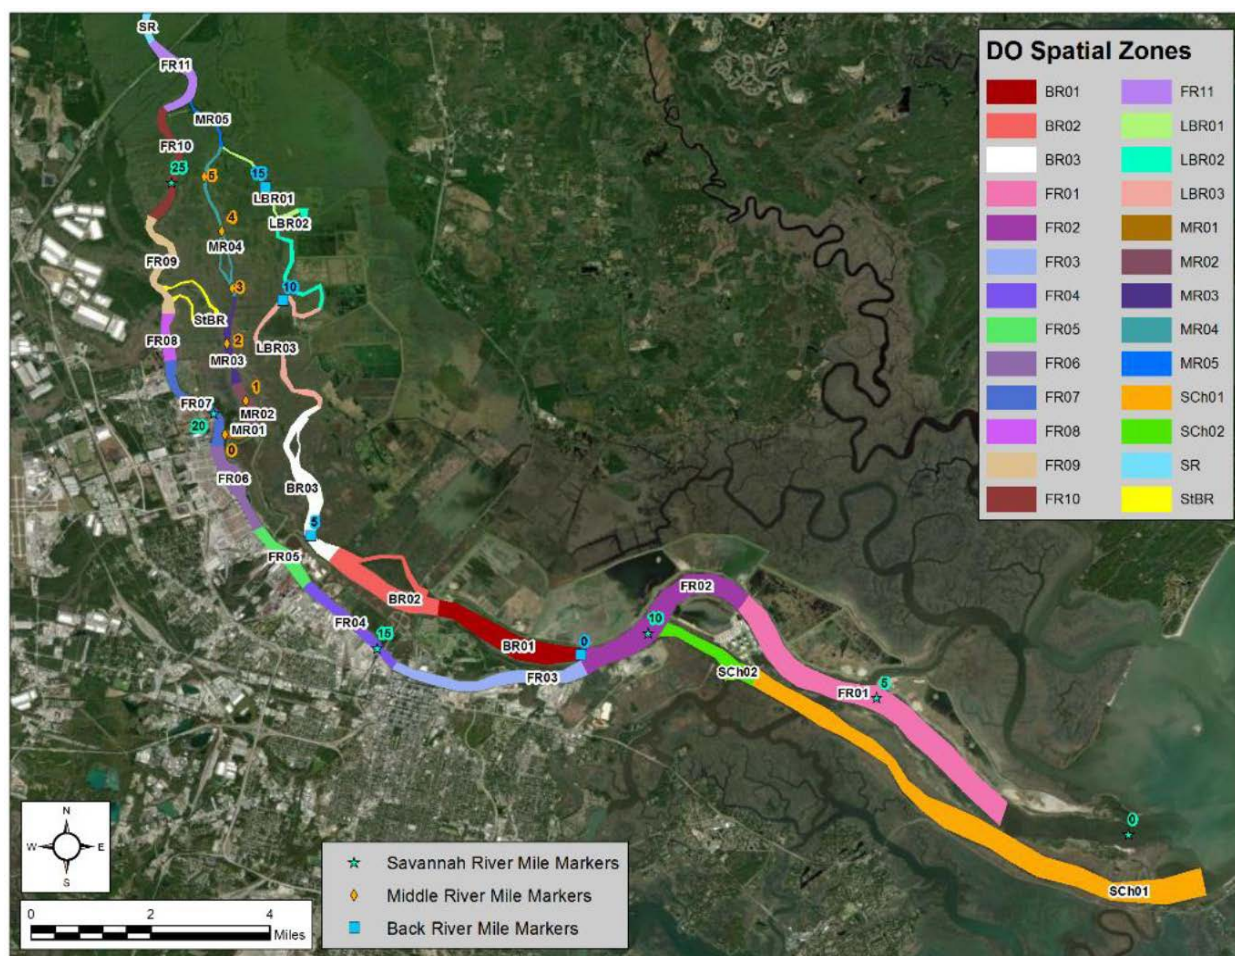 SR
FR11
MR05
FR10
25
5
15
LBR01
4
LBR02
MR04
FR09
3
10
StBR
FR08
2
LBR03
MR03
1
FR07
MR02
20
MR01
0
FR06
BR03
5
FR05
BR02
FR02
10
FR04
15
BR01
0
FR03
SCh02
FR01
5
0
SCh01
DO Spatial Zones
BR01
BR02
BR03
FR01
FR02
FR03
FR04
FR05
FR06
FR07
FR08
FR09
FR10
FR11
LBR01
LBR02
LBR03
MR01
MR02
MR03
MR04
MR05
SCh01
SCh02
SR
StBR
N
W E
S
0 2 4
Miles
Savannah River Mile Markers
Middle River Mile Markers
Back River Mile Markers